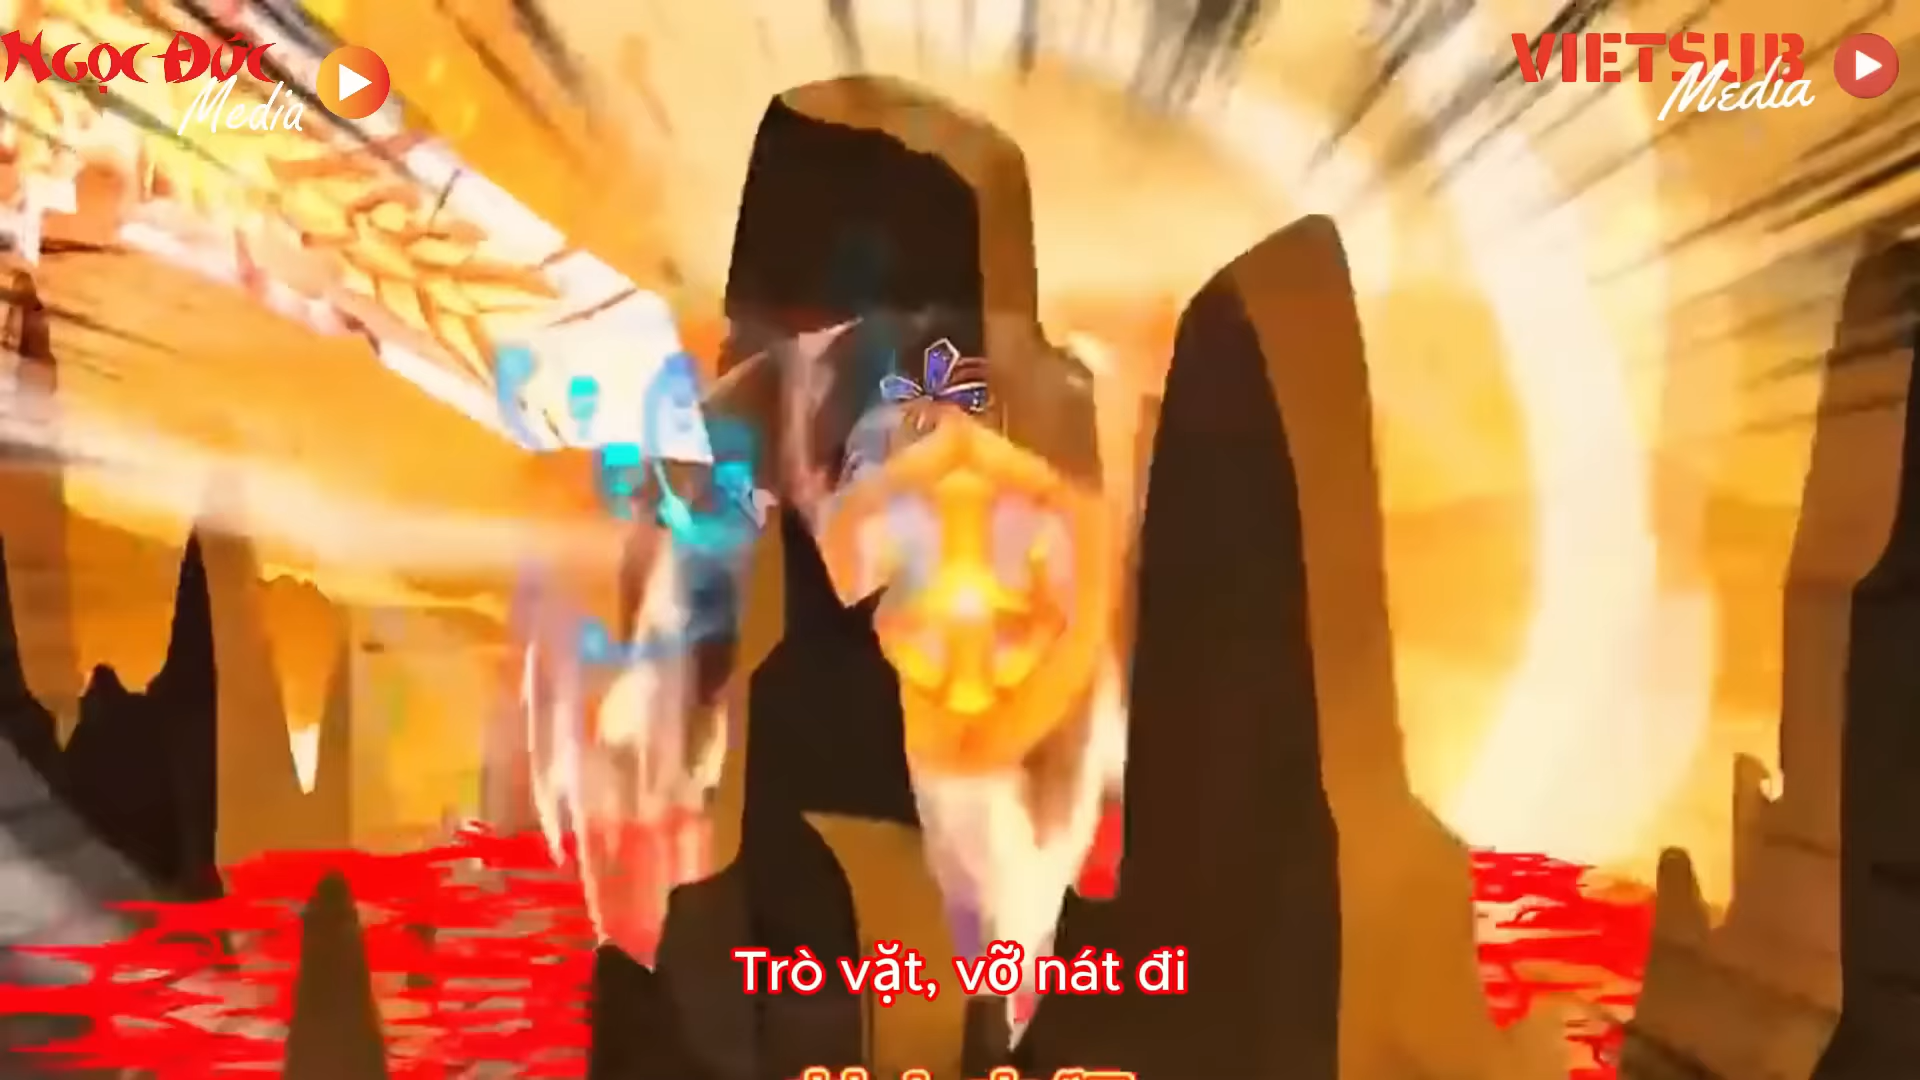 Ngọc Đức
Media
VIETSUB
Media
Trò vặt, vỡ nát đi